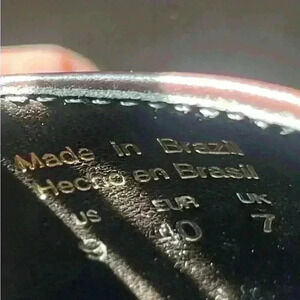 Made in Brazil
Hecho en Brasil
US EUR UK
9 40 7